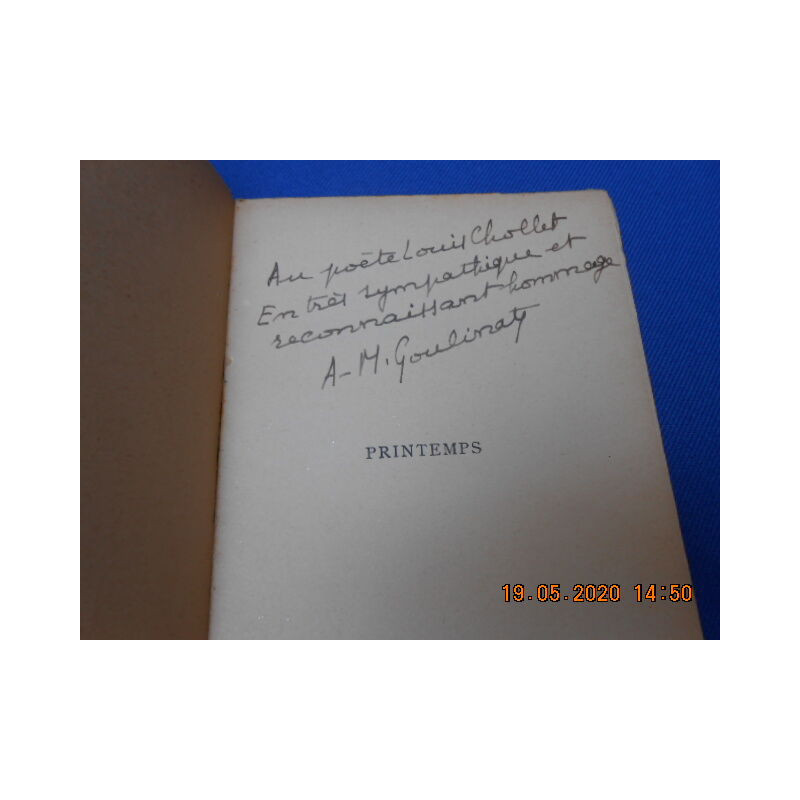 Au poète Louis Chollet
En très sympathique et
reconnaissant hommage
A-M. Goulinat
PRINTEMPS
19.05.2020 14:50